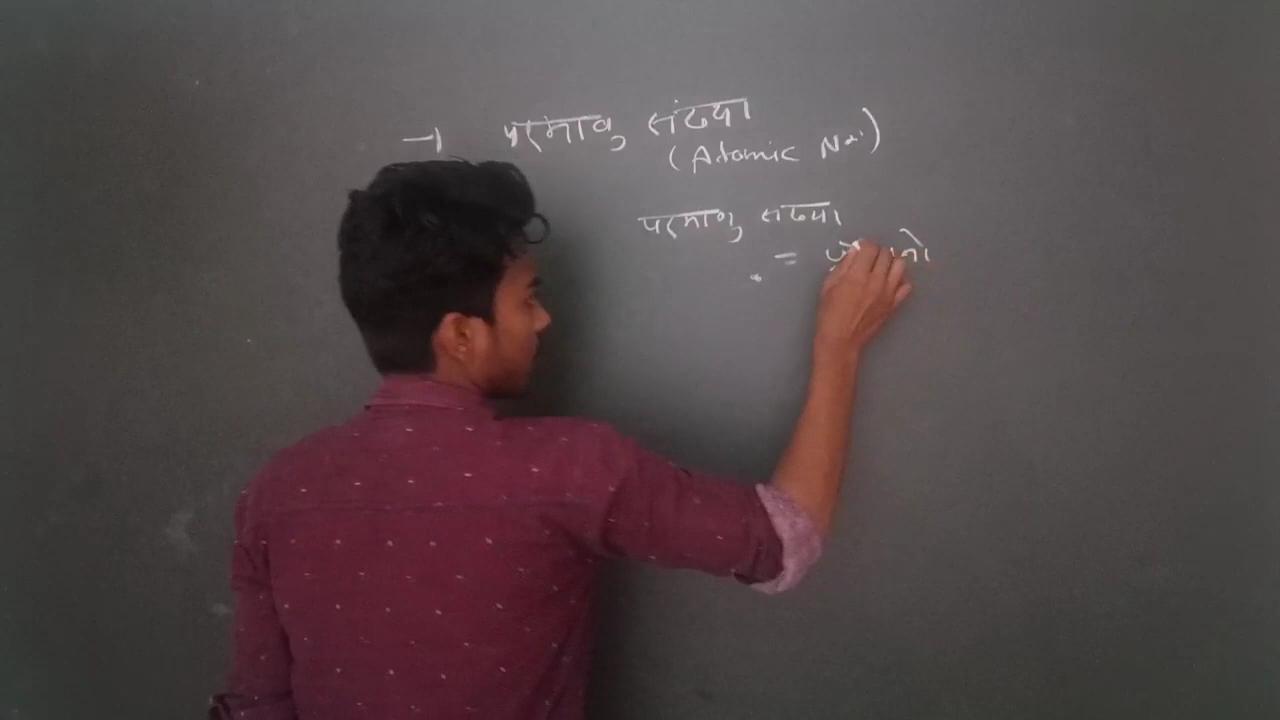 → परमाणु संख्या
(Atomic No.)
परमाणु संख्या
=